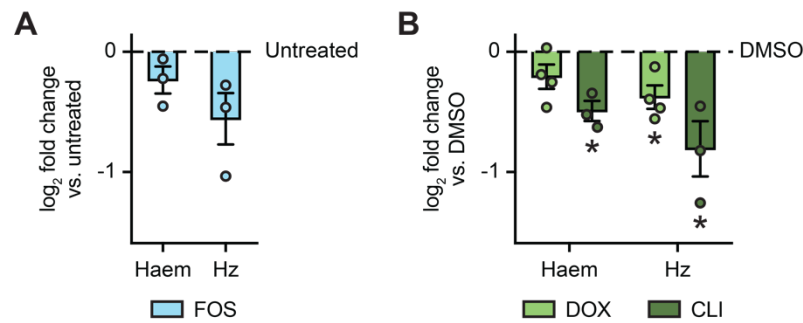 A
log₂ fold change
vs. untreated
0
-1
Untreated
Haem Hz
FOS
B
log₂ fold change
vs. DMSO
0
-1
DMSO
*
*
*
Haem Hz
DOX CLI